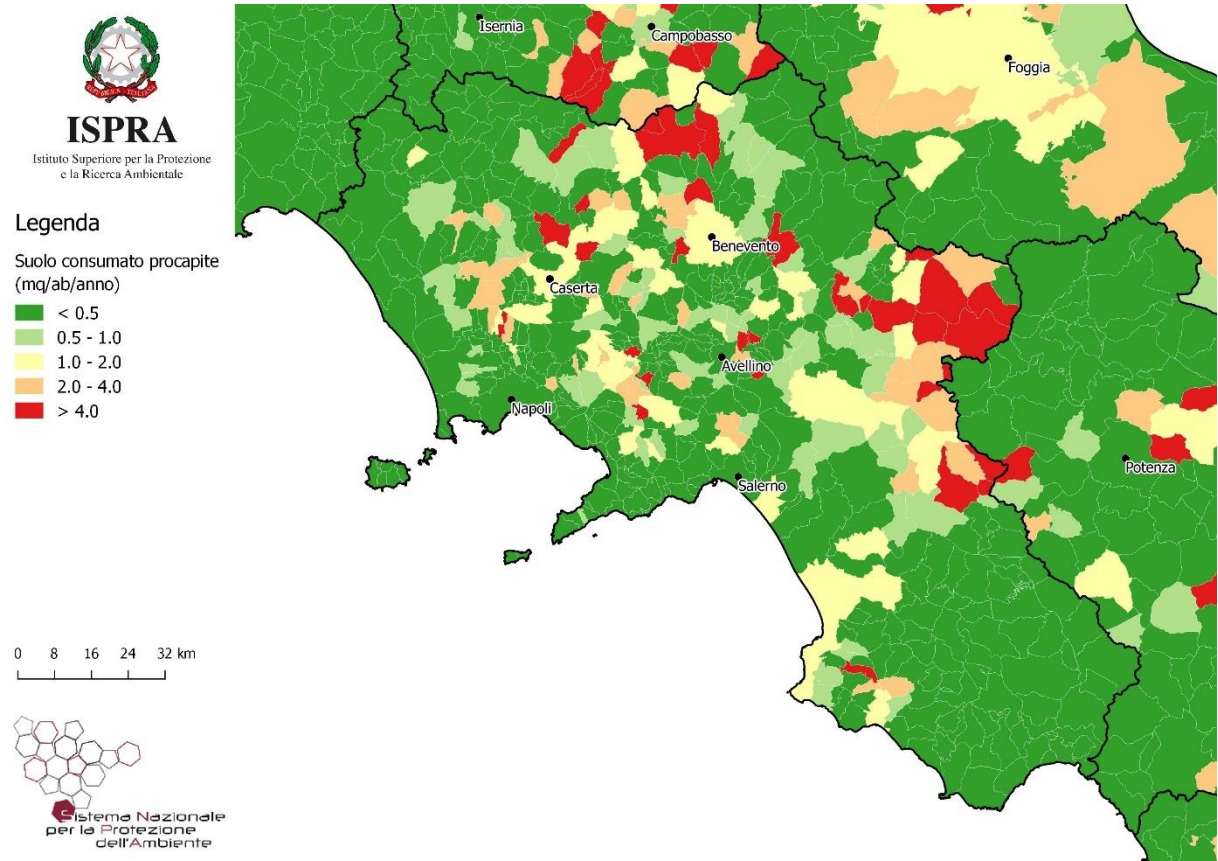 ISPRA
Istituto Superiore per la Protezione
e la Ricerca Ambientale
Legenda
Suolo consumato procapite
(mq/ab/anno)
< 0.5
0.5 - 1.0
1.0 - 2.0
2.0 - 4.0
> 4.0
0 8 16 24 32 km
Sistema Nazionale
per la Protezione
dell'Ambiente
Isernia
Campobasso
Foggia
Benevento
Caserta
Avellino
Napoli
Potenza
Salerno